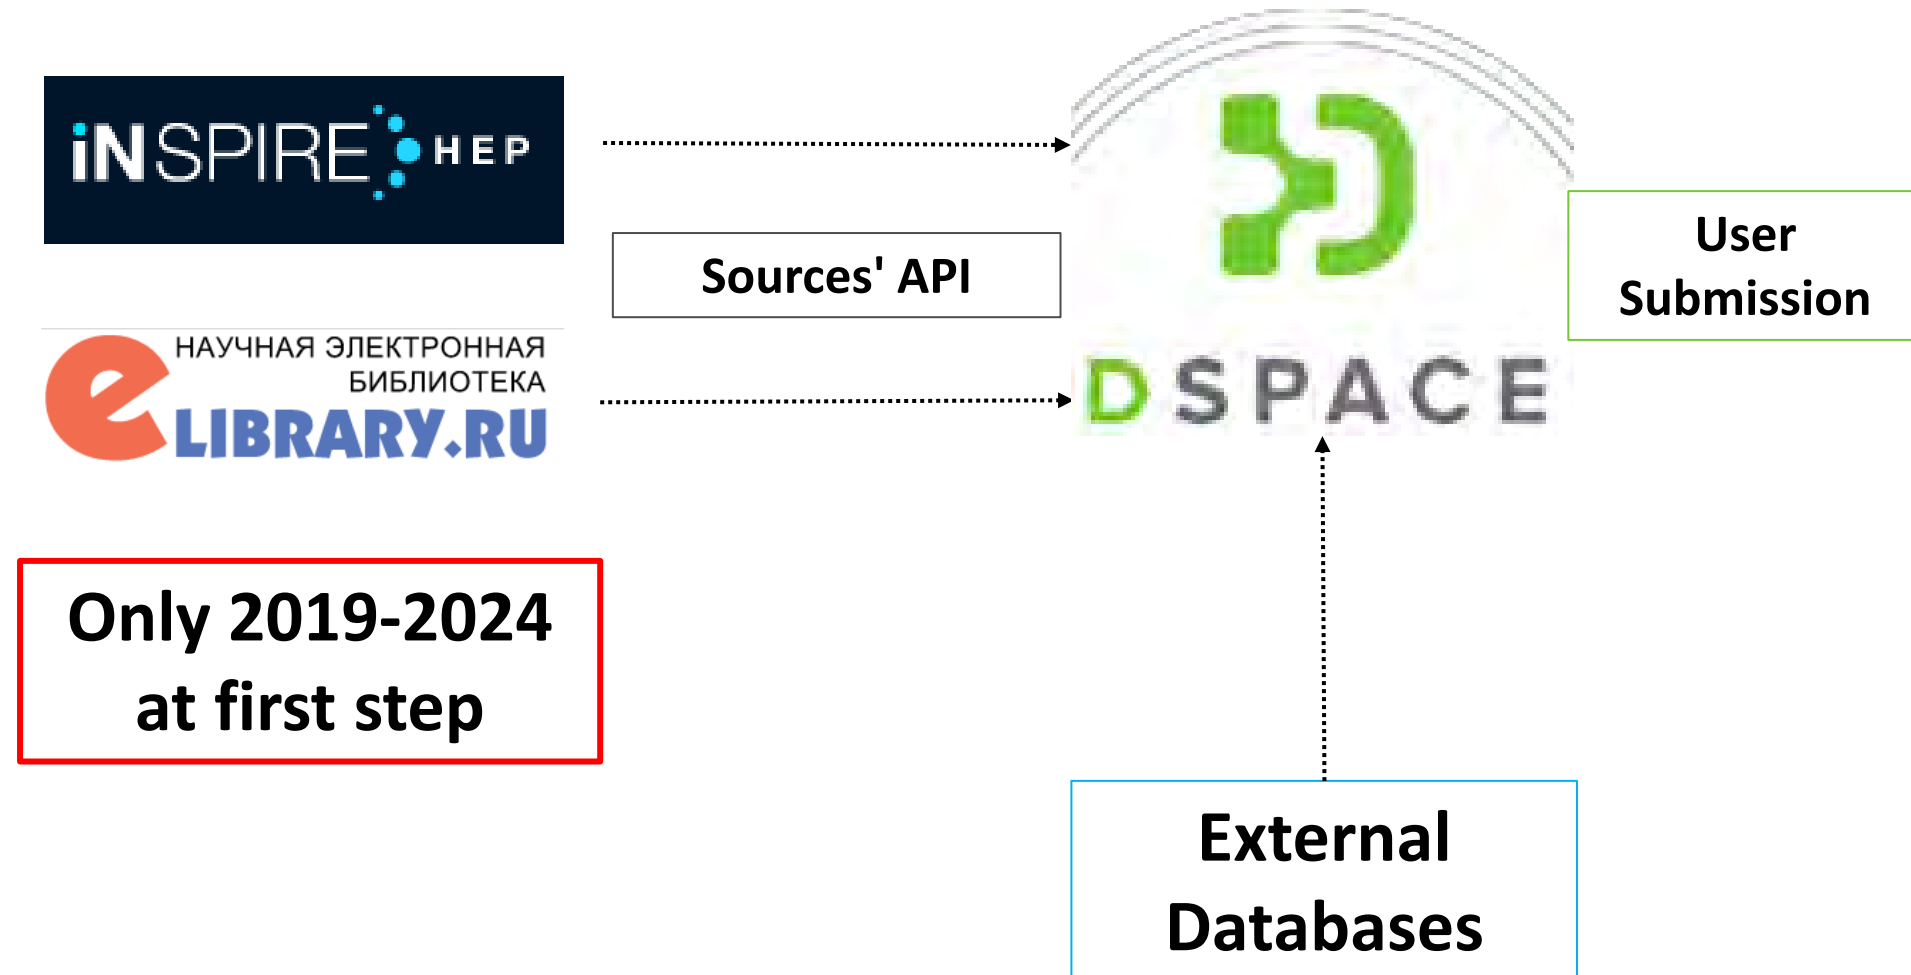 iNSPIRE HEP
НАУЧНАЯ ЭЛЕКТРОННАЯ
БИБЛИОТЕКА
eLIBRARY.RU
Sources' API
DSPACE
User
Submission
Only 2019-2024
at first step
External
Databases